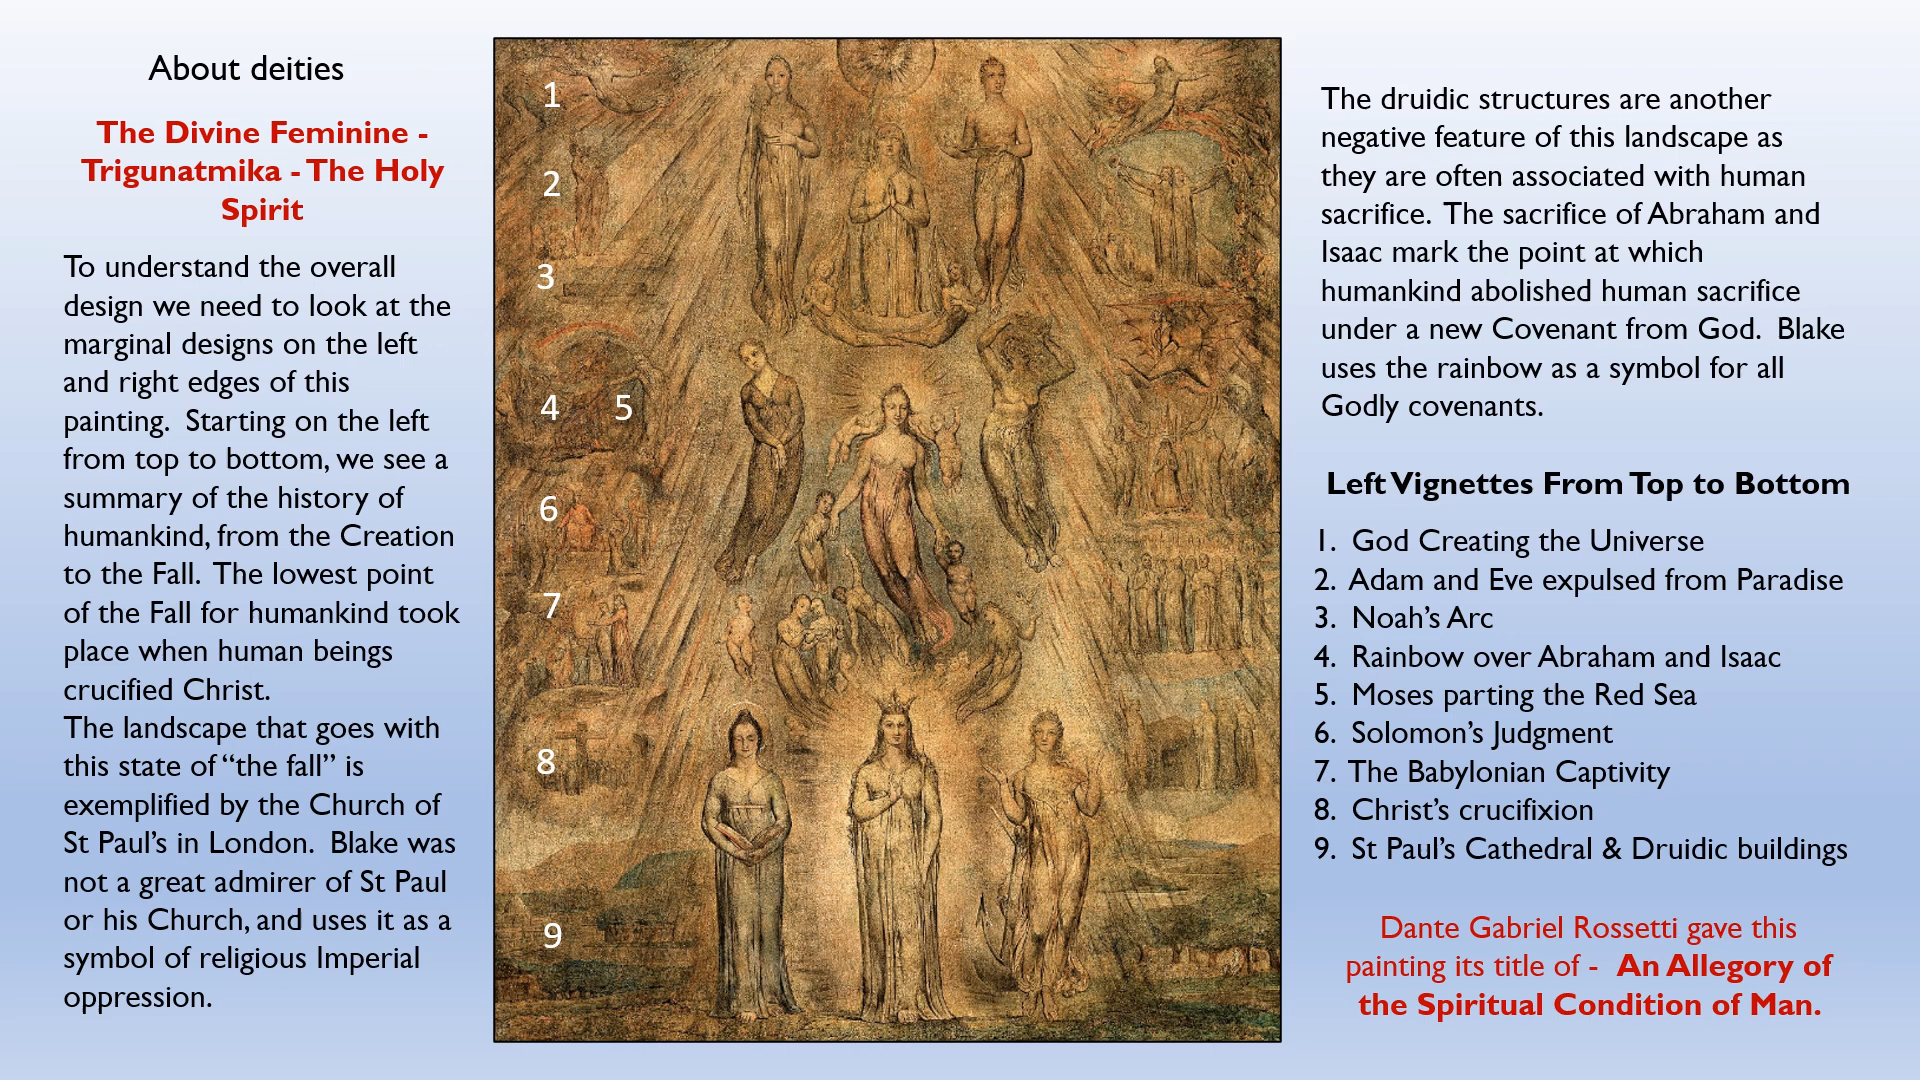 About deities
The Divine Feminine -
Trigunatmika - The Holy
Spirit
To understand the overall
design we need to look at the
marginal designs on the left
and right edges of this
painting. Starting on the left
from top to bottom, we see a
summary of the history of
humankind, from the Creation
to the Fall. The lowest point
of the Fall for humankind took
place when human beings
crucified Christ.
The landscape that goes with
this state of “the fall” is
exemplified by the Church of
St Paul’s in London. Blake was
not a great admirer of St Paul
or his Church, and uses it as a
symbol of religious Imperial
oppression.
1
2
3
4 5
6
7
8
9
The druidic structures are another
negative feature of this landscape as
they are often associated with human
sacrifice. The sacrifice of Abraham and
Isaac mark the point at which
humankind abolished human sacrifice
under a new Covenant from God. Blake
uses the rainbow as a symbol for all
Godly covenants.
Left Vignettes From Top to Bottom
1. God Creating the Universe
2. Adam and Eve expulsed from Paradise
3. Noah’s Arc
4. Rainbow over Abraham and Isaac
5. Moses parting the Red Sea
6. Solomon’s Judgment
7. The Babylonian Captivity
8. Christ’s crucifixion
9. St Paul’s Cathedral & Druidic buildings
Dante Gabriel Rossetti gave this
painting its title of - An Allegory of
the Spiritual Condition of Man.